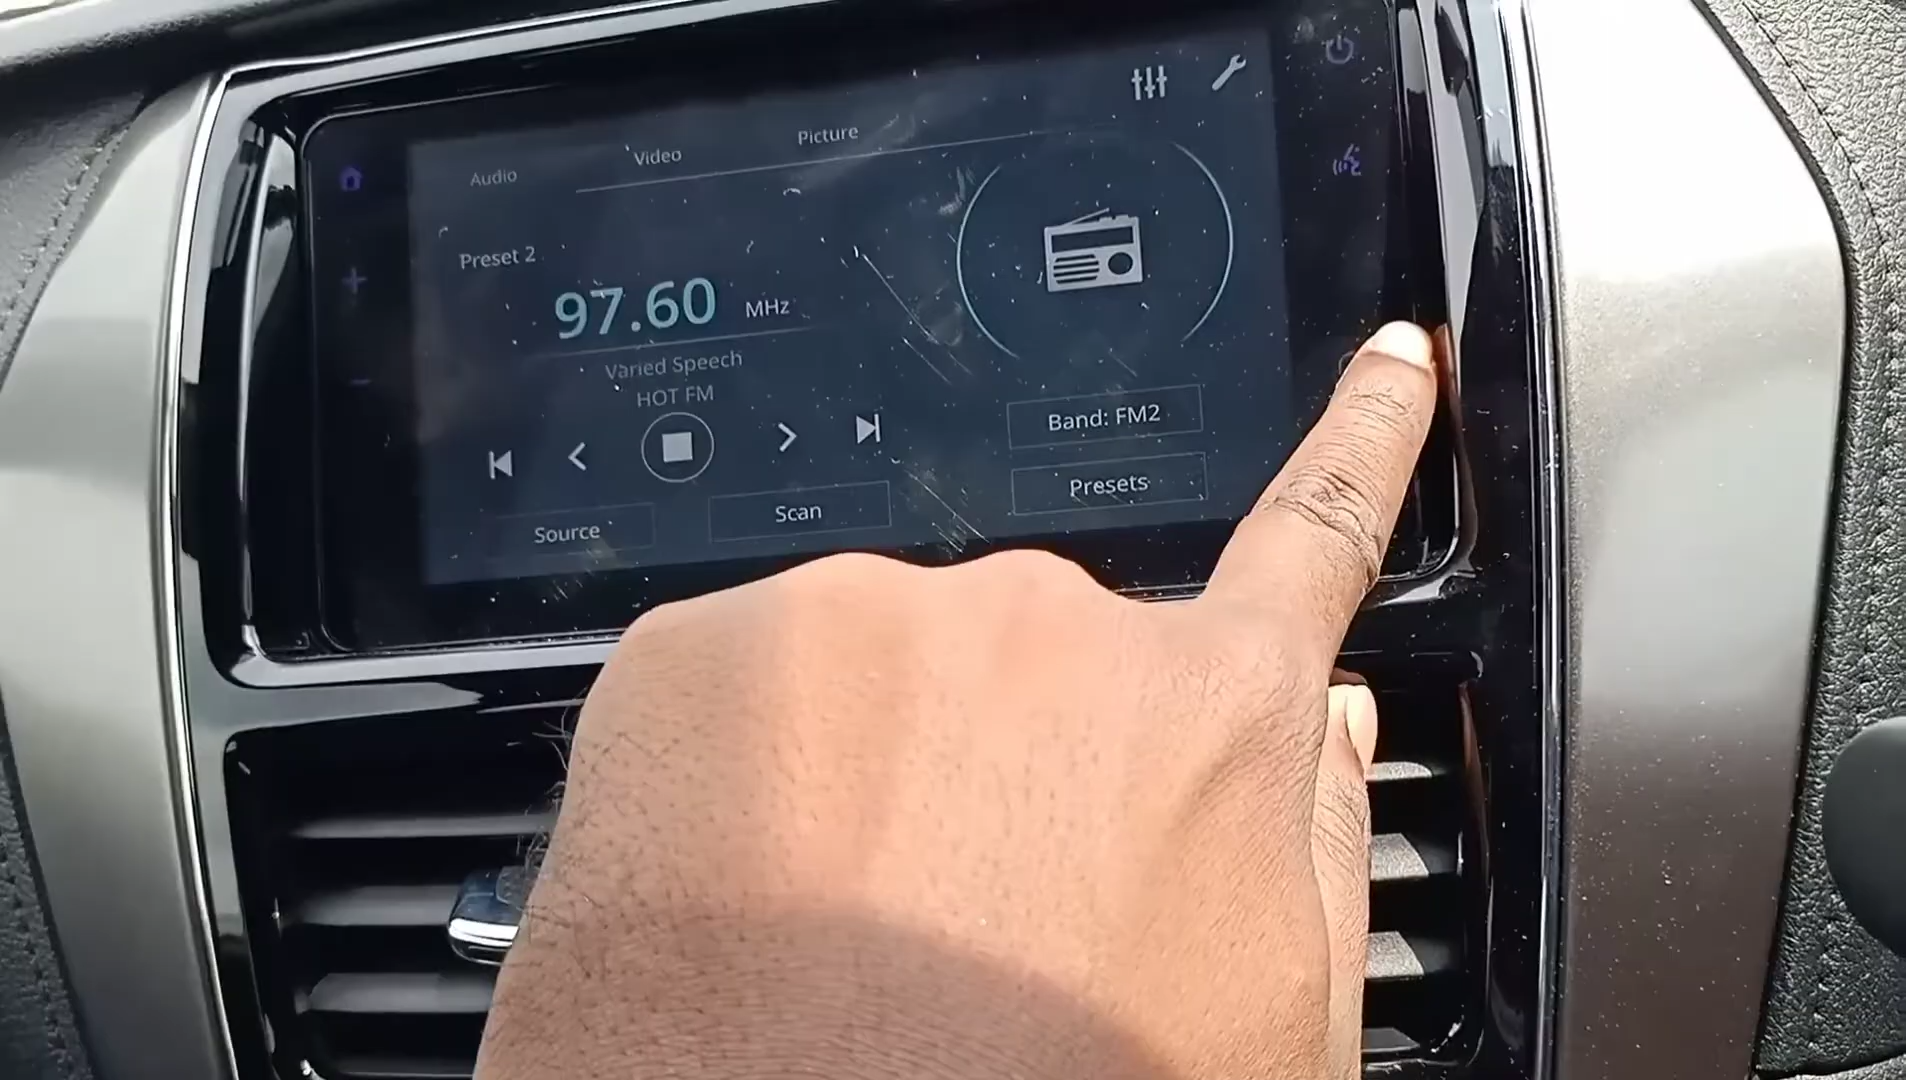 Audio Video Picture
Preset 2
97.60 MHz
Varied Speech
HOT FM
Band: FM2
Source Scan Presets